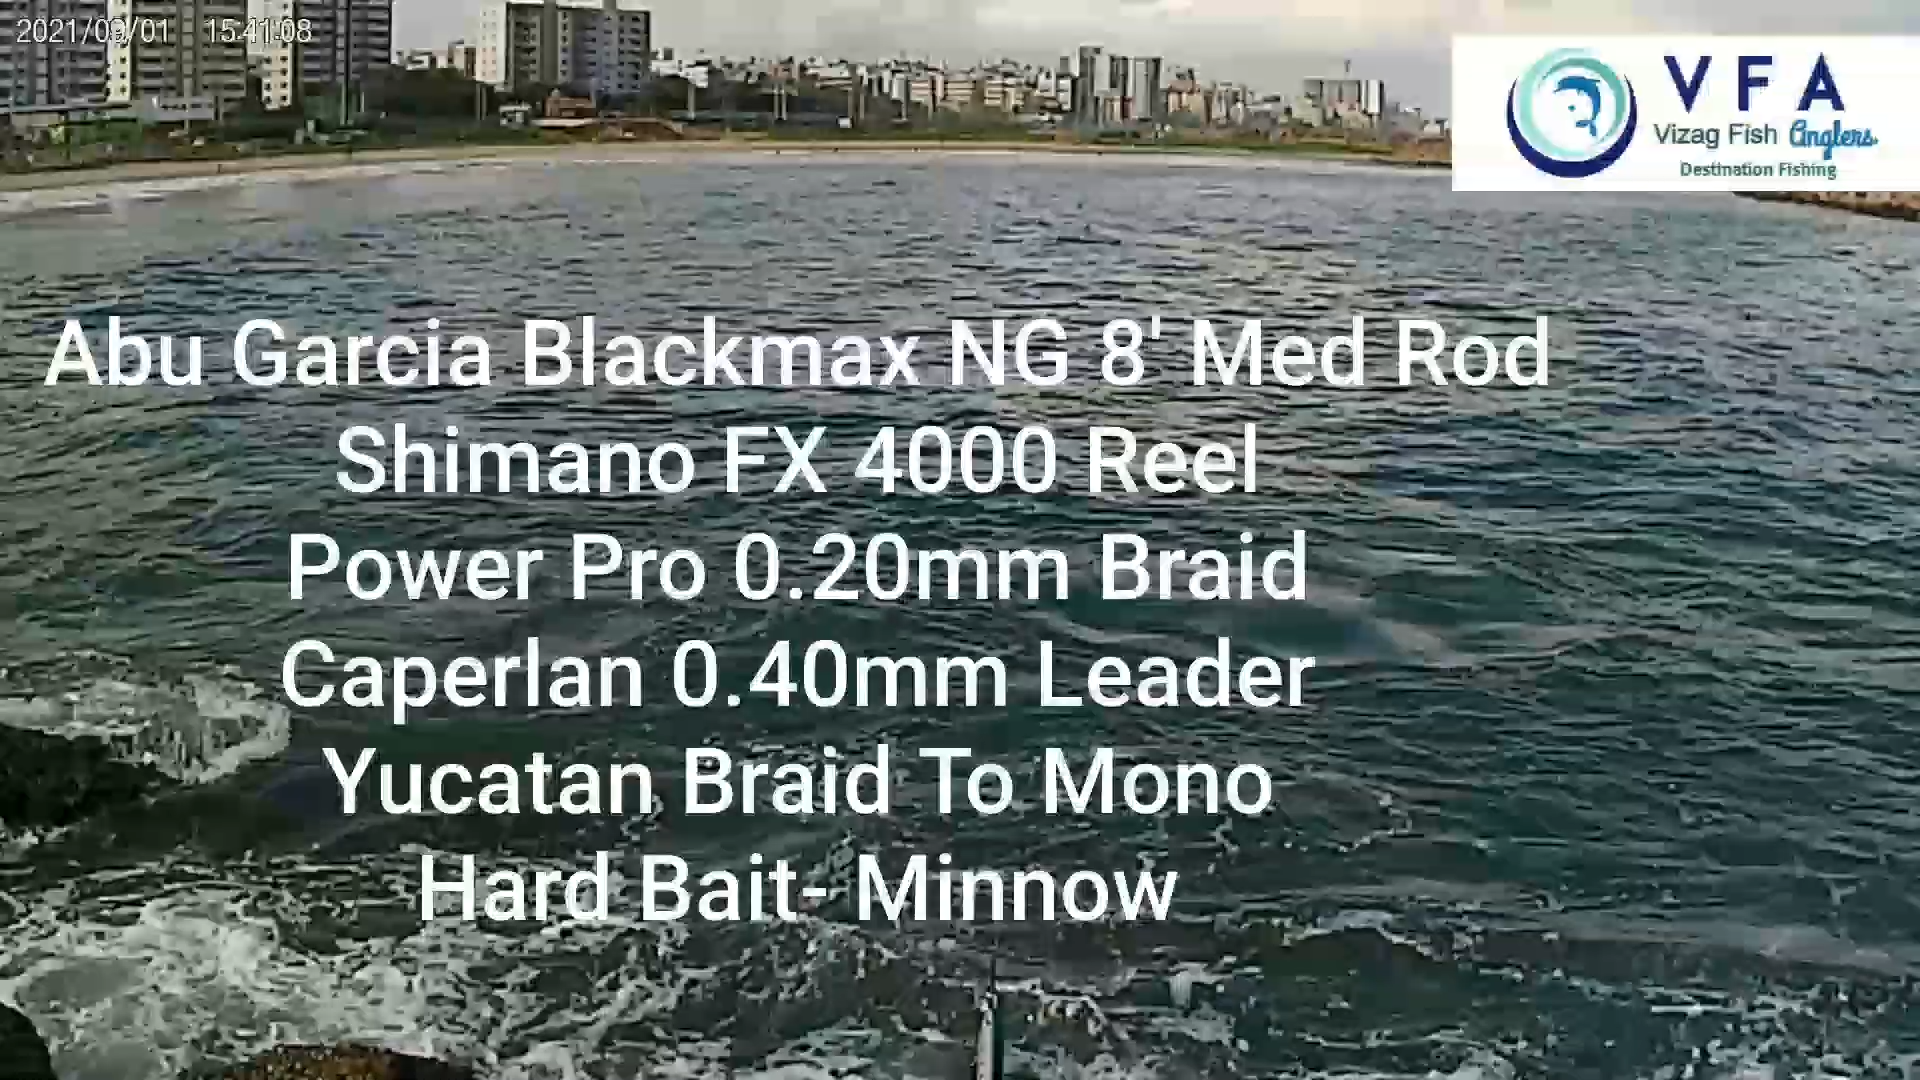 2021/09/01 15:41:08
V F A
Vizag Fish Anglers
Destination Fishing
Abu Garcia Blackmax NG 8' Med Rod
Shimano FX 4000 Reel
Power Pro 0.20mm Braid
Caperlan 0.40mm Leader
Yucatan Braid To Mono
Hard Bait- Minnow